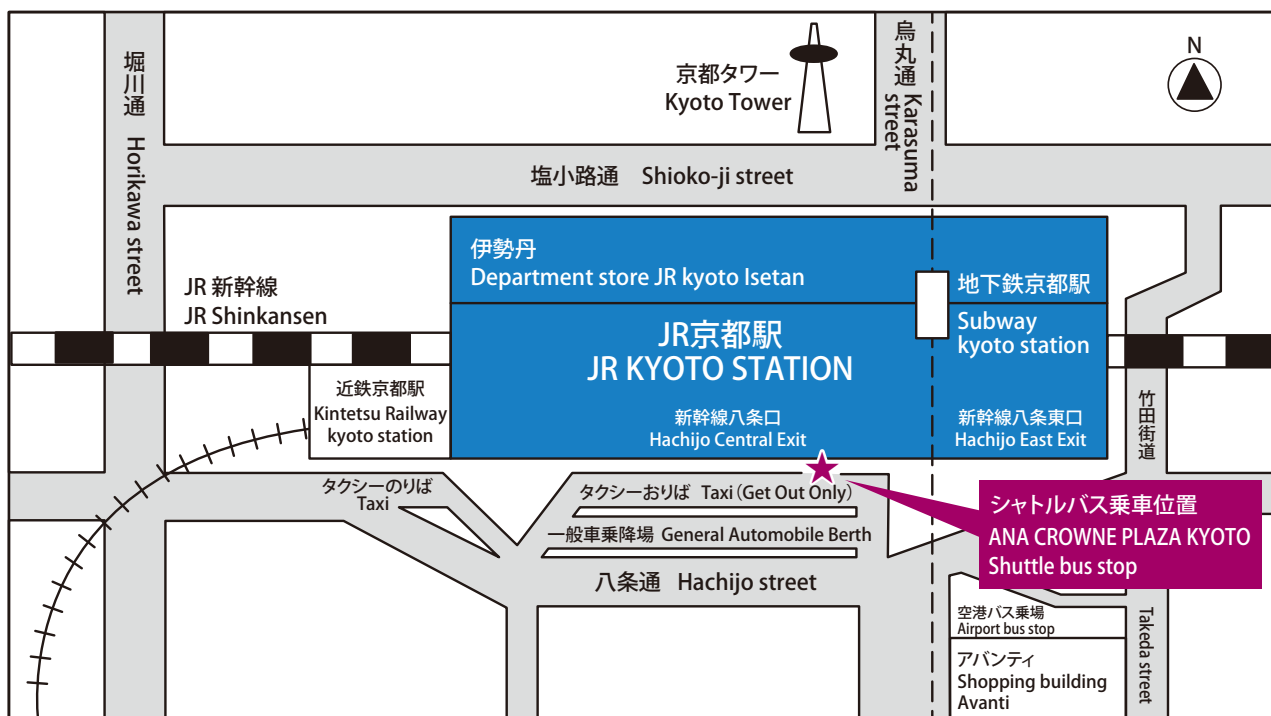 堀川通 Horikawa street
京都タワー
Kyoto Tower
烏丸通 Karasuma
street
N
塩小路通 Shioko-ji street
伊勢丹
Department store JR kyoto Isetan
地下鉄京都駅
Subway
kyoto station
JR 新幹線
JR Shinkansen
JR京都駅
JR KYOTO STATION
近鉄京都駅
Kintetsu Railway
kyoto station
新幹線八条口
Hachijo Central Exit
新幹線八条東口
Hachijo East Exit
竹田街道
タクシーのりば
Taxi
タクシーおりば Taxi(Get Out Only)
一般車乗降場 General Automobile Berth
八条通 Hachijo street
シャトルバス乗車位置
ANA CROWNE PLAZA KYOTO
Shuttle bus stop
空港バス乗場
Airport bus stop
アバンティ
Shopping building
Avanti
Takeda street